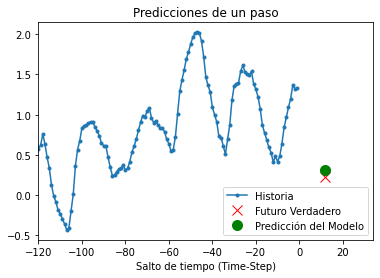 Predicciones de un paso
2.0
1.5
1.0
0.5
0.0
−0.5
Historia
Futuro Verdadero
Predicción del Modelo
−120 −100 −80 −60 −40 −20 0 20
Salto de tiempo (Time-Step)